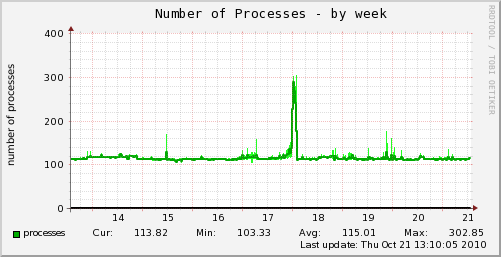 Number of Processes - by week
RRDTOOL / TOBI OETIKER
number of processes
400
300
200
100
0
14 15 16 17 18 19 20 21
processes Cur: 113.82 Min: 103.33 Avg: 115.01 Max: 302.85
Last update: Thu Oct 21 13:10:05 2010